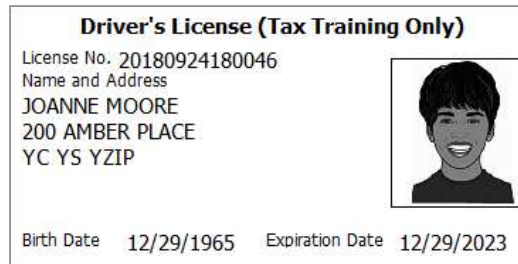 Driver's License (Tax Training Only)
License No. 20180924180046
Name and Address
JOANNE MOORE
200 AMBER PLACE
YC YS YZIP
Birth Date 12/29/1965 Expiration Date 12/29/2023